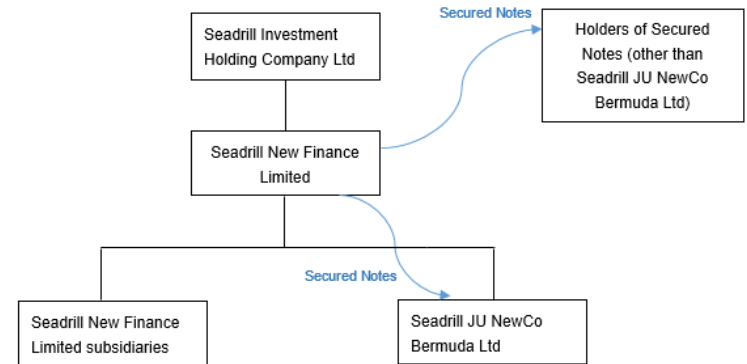 Secured Notes
Seadrill Investment
Holding Company Ltd
Holders of Secured
Notes (other than
Seadrill JU NewCo
Bermuda Ltd)
Seadrill New Finance
Limited
Secured Notes
Seadrill New Finance
Limited subsidiaries
Seadrill JU NewCo
Bermuda Ltd